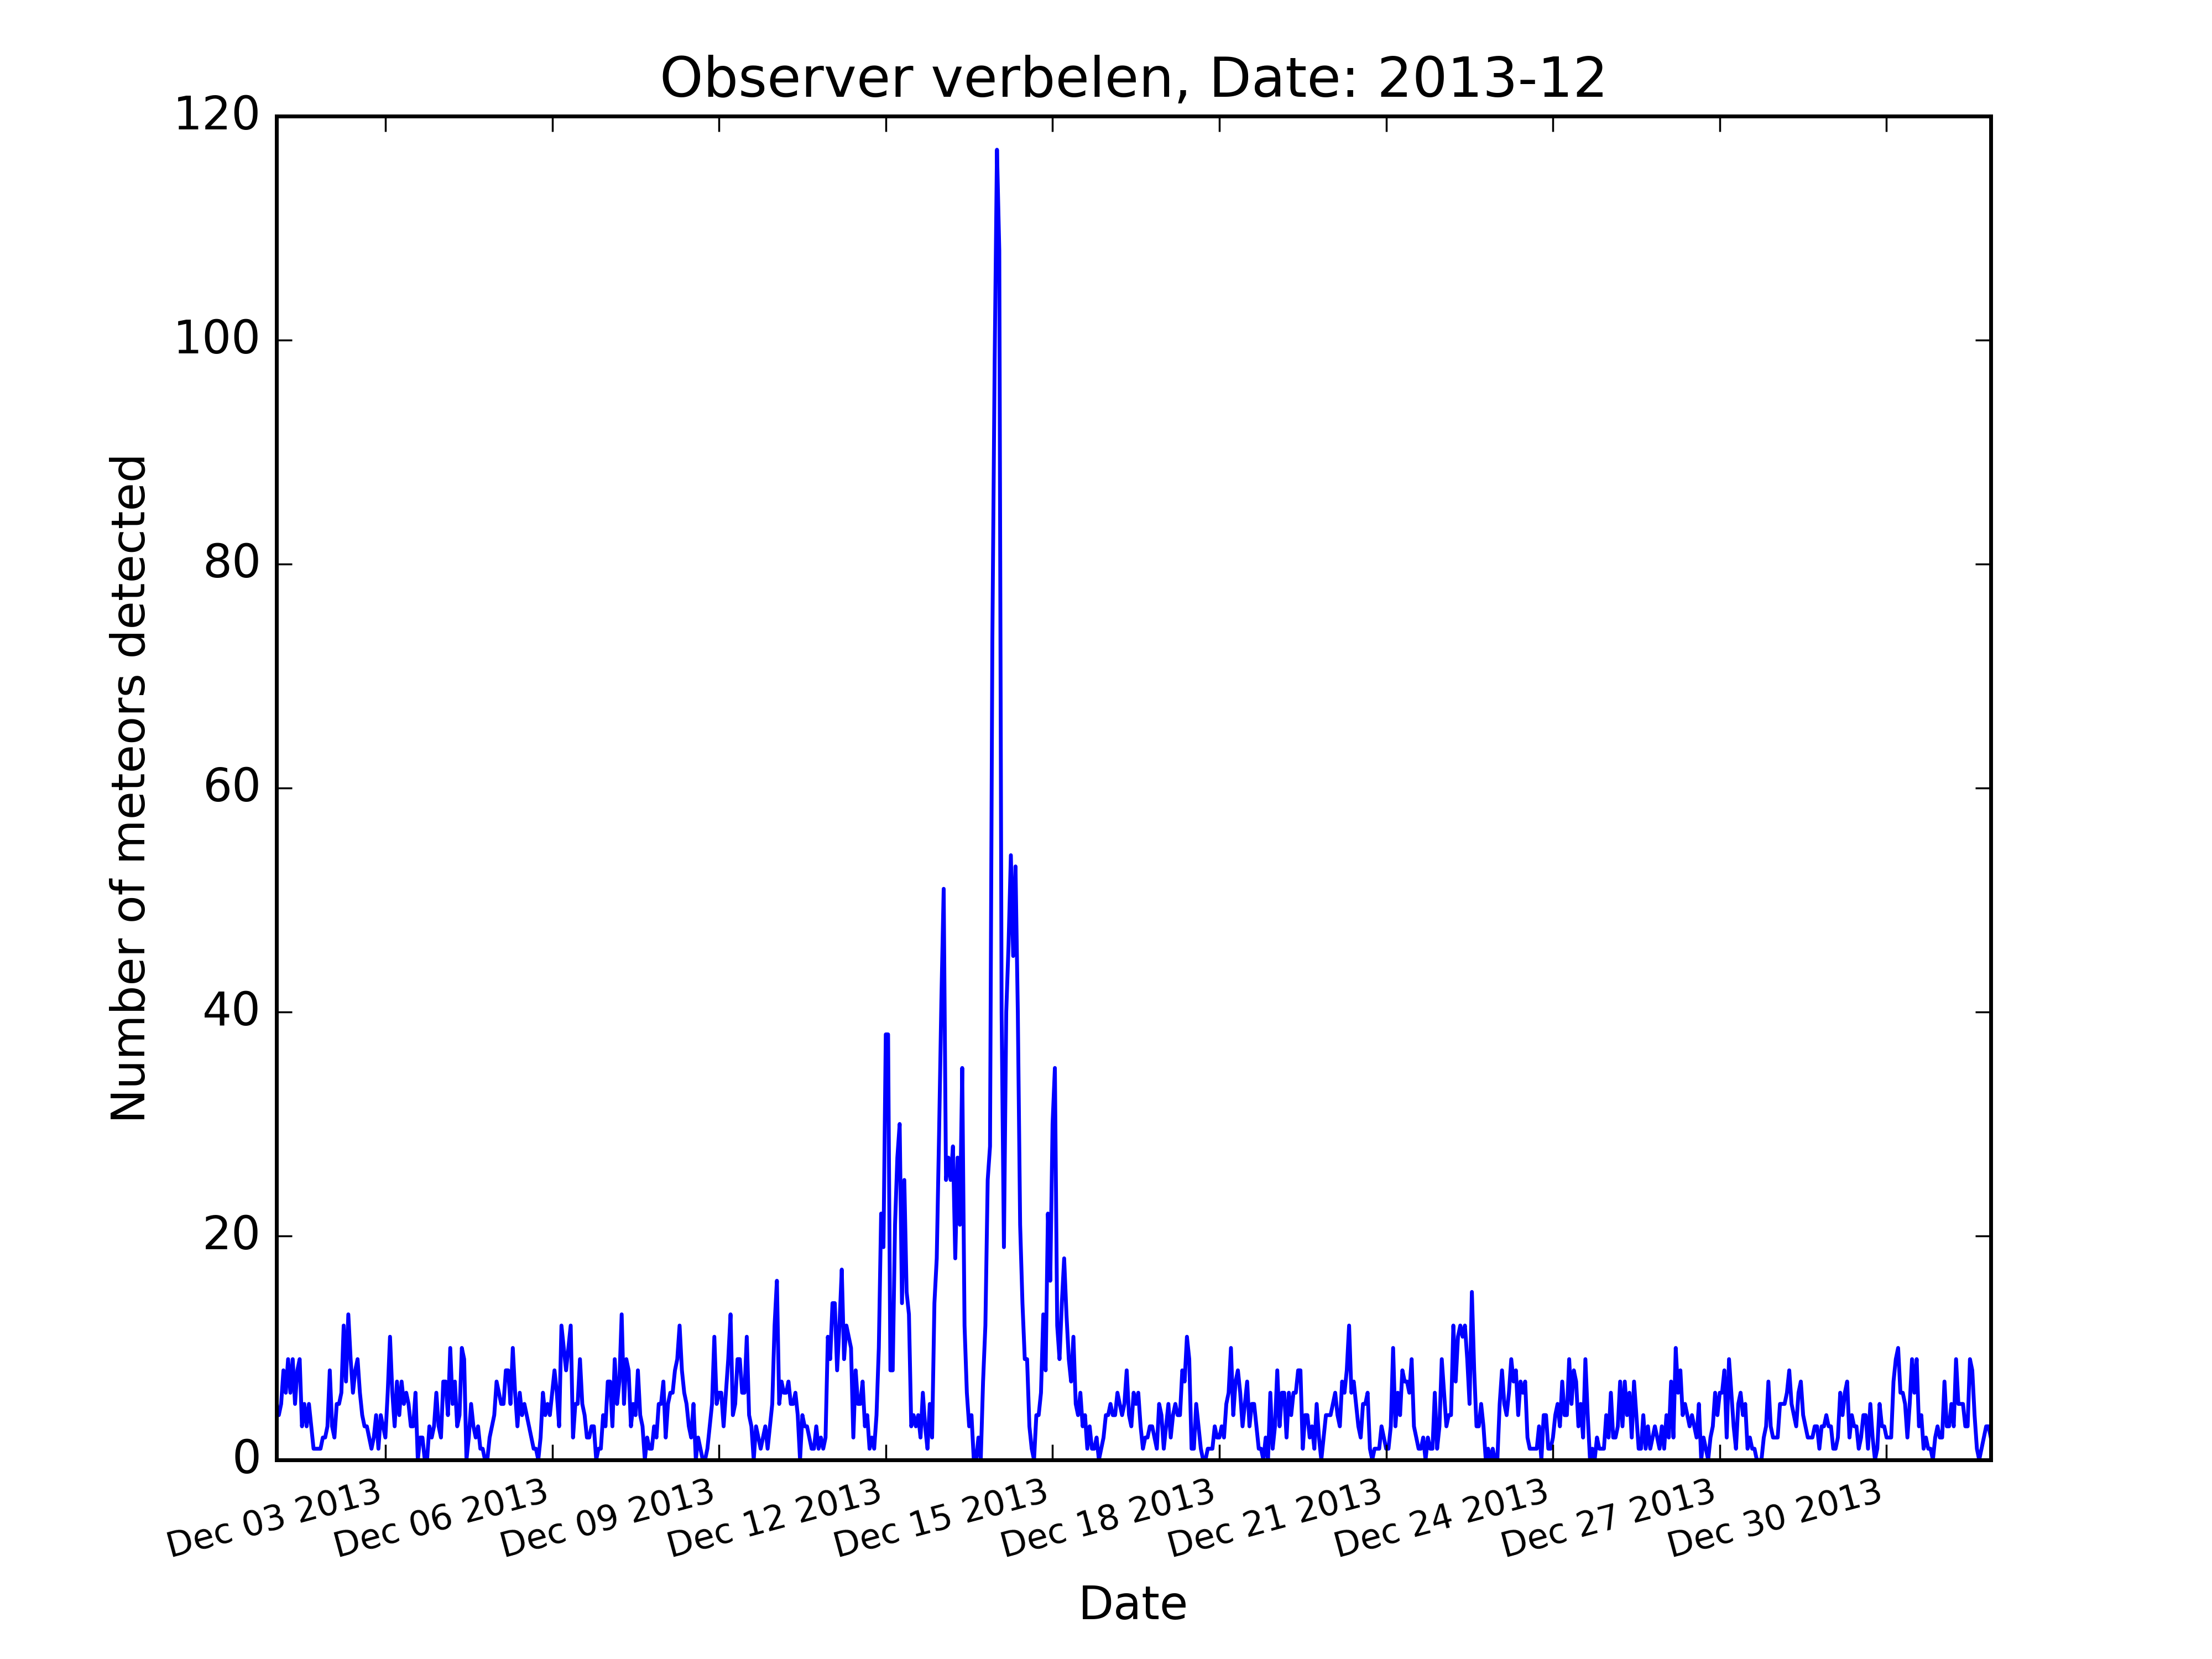 Observer verbelen, Date: 2013-12
120
100
80
60
40
20
0
Number of meteors detected
Dec 03 2013
Dec 06 2013
Dec 09 2013
Dec 12 2013
Dec 15 2013
Dec 18 2013
Dec 21 2013
Dec 24 2013
Dec 27 2013
Dec 30 2013
Date